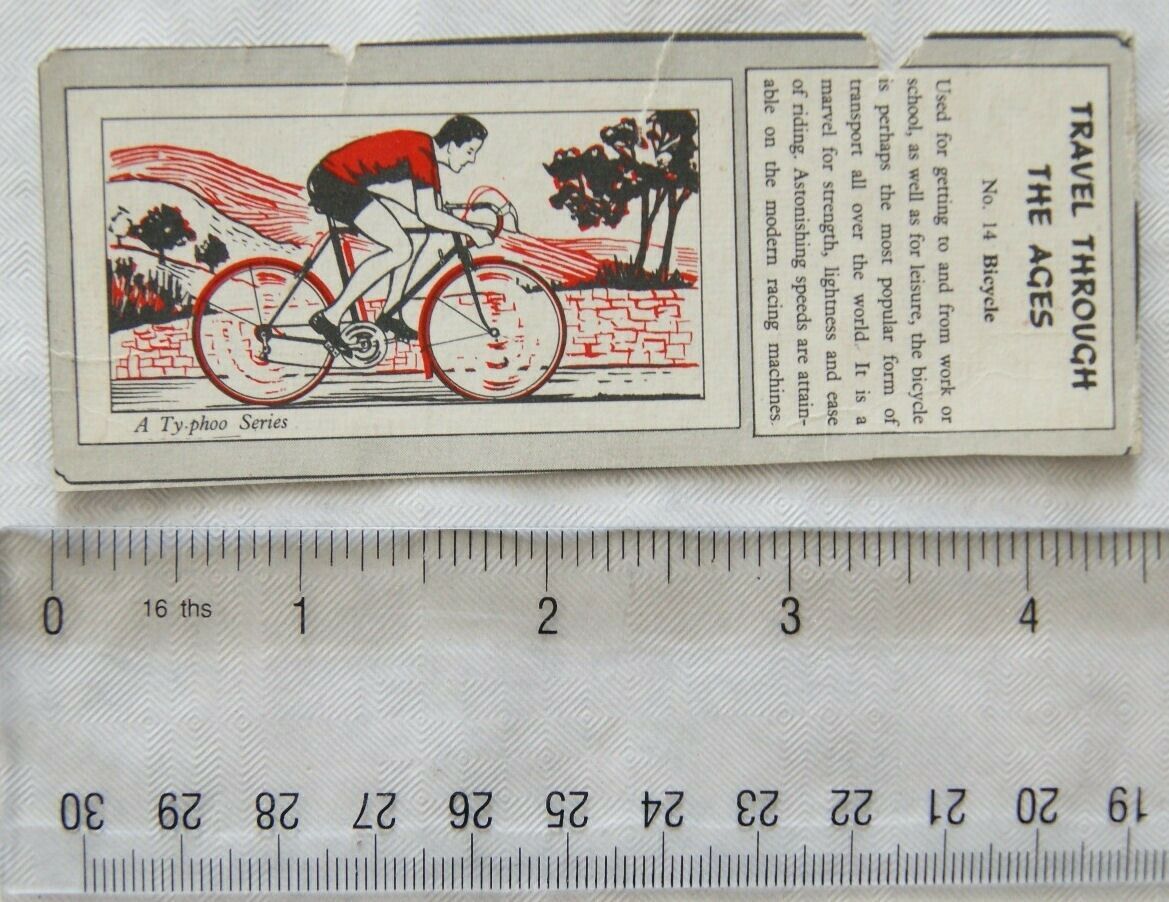 TRAVEL THROUGH
THE AGES
No. 14 Bicycle
Used for getting to and from work or
school, as well as for leisure, the bicycle
is perhaps the most popular form of
transport all over the world. It is a
marvel for strength, lightness and ease
of riding. Astonishing speeds are attain-
able on the modern racing machines.
A Ty·phoo Series
0 16 ths 1 2 3 4
30 29 28 27 26 25 24 23 22 21 20 19